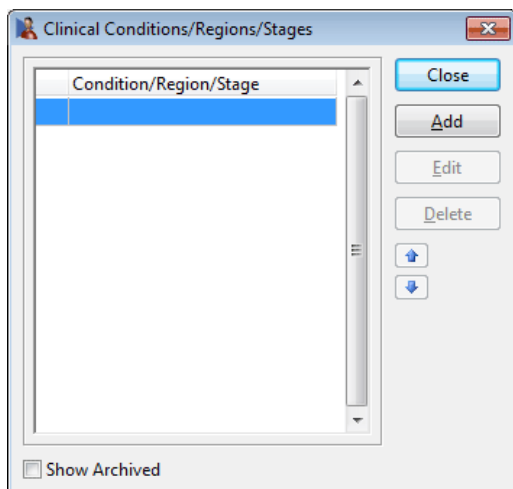 Clinical Conditions/Regions/Stages
Condition/Region/Stage
Close
Add
Edit
Delete
Show Archived